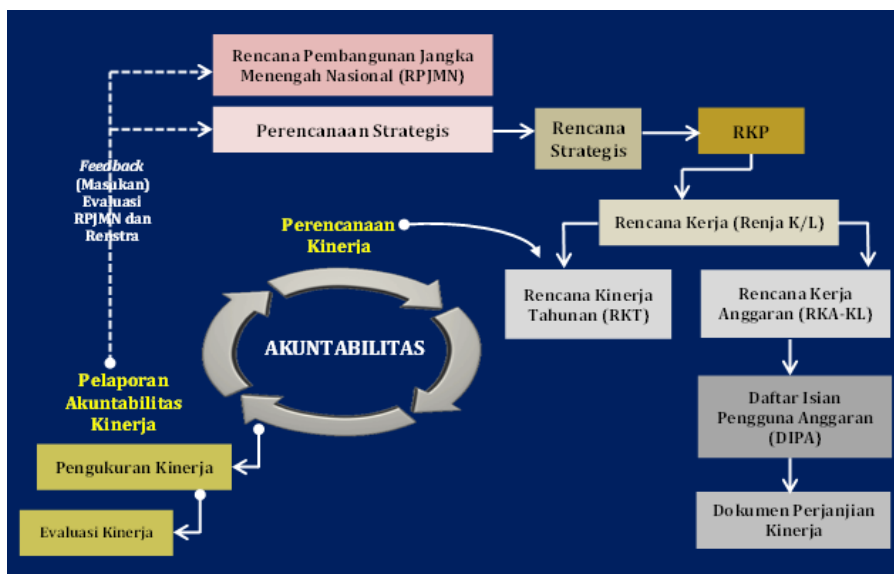 Rencana Pembangunan Jangka
Menengah Nasional (RPJMN)
Perencanaan Strategis
Rencana
Strategis
RKP
Feedback
(Masukan)
Evaluasi
RPJMN dan
Renstra
Rencana Kerja (Renja K/L)
Perencanaan
Kinerja
Rencana Kinerja
Tahunan (RKT)
Rencana Kerja
Anggaran (RKA-KL)
AKUNTABILITAS
Pelaporan
Akuntabilitas
Kinerja
Daftar Isian
Pengguna Anggaran
(DIPA)
Pengukuran Kinerja
Evaluasi Kinerja
Dokumen Perjanjian
Kinerja